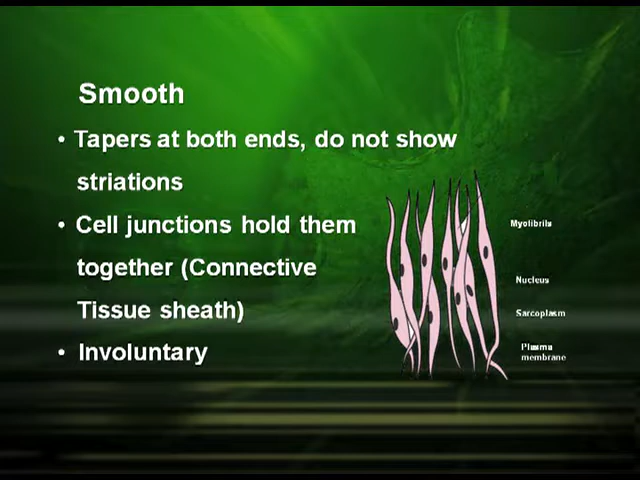 Smooth
• Tapers at both ends, do not show
striations
• Cell junctions hold them
together (Connective
Tissue sheath)
• Involuntary
Myolibrils
Nucleus
Sarcoplasm
Plasma
membrane